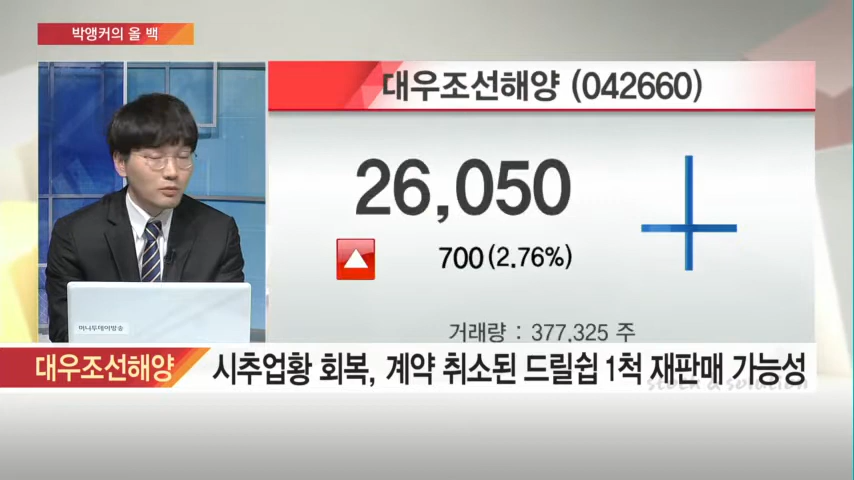 박앵커의 올 백
대우조선해양 (042660)
26,050
700 (2.76%)
거래량 : 377,325 주
머니투데이방송
대우조선해양
시추업황 회복, 계약 취소된 드릴쉽 1척 재판매 가능성
stock & solution